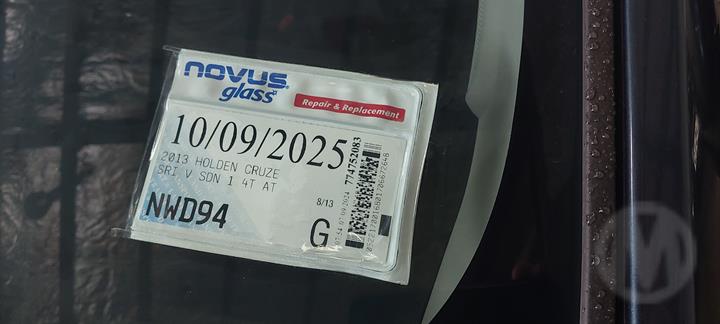 novus
glass
Repair & Replacement
10/09/2025
2013 HOLDEN CRUZE
SRI V SDN 1 4T AT
NWD94
8/13
G
774752083
M